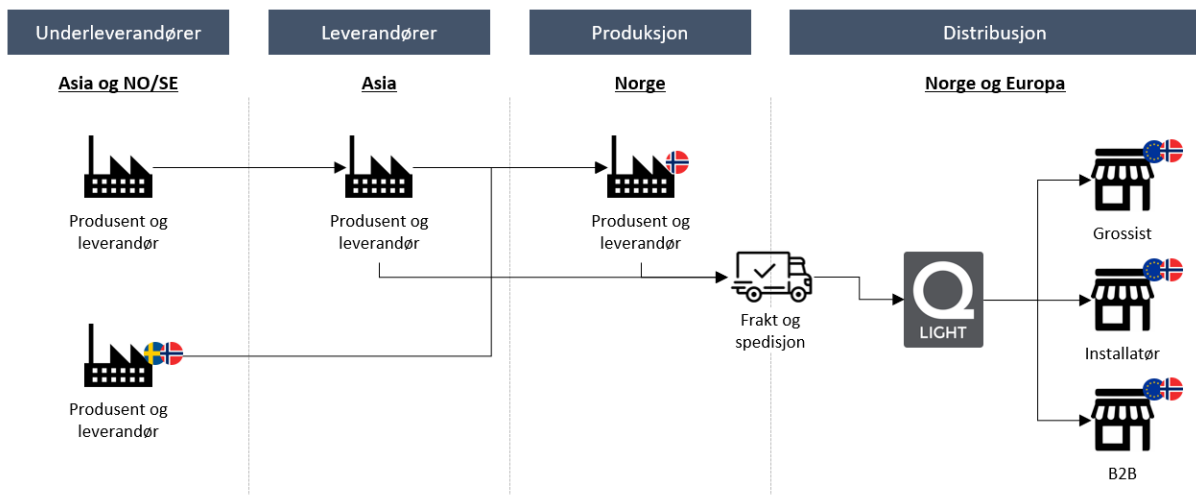 Underleverandører
Leverandører
Produksjon
Distribusjon
Asia og NO/SE
Asia
Norge
Norge og Europa
Produsent og
leverandør
Produsent og
leverandør
Produsent og
leverandør
Grossist
Frakt og
spedisjon
Q
LIGHT
Installatør
Produsent og
leverandør
B2B